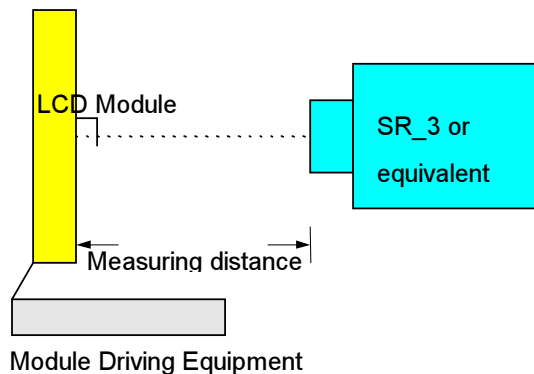 LCD Module
SR_3 or
equivalent
Measuring distance
Module Driving Equipment